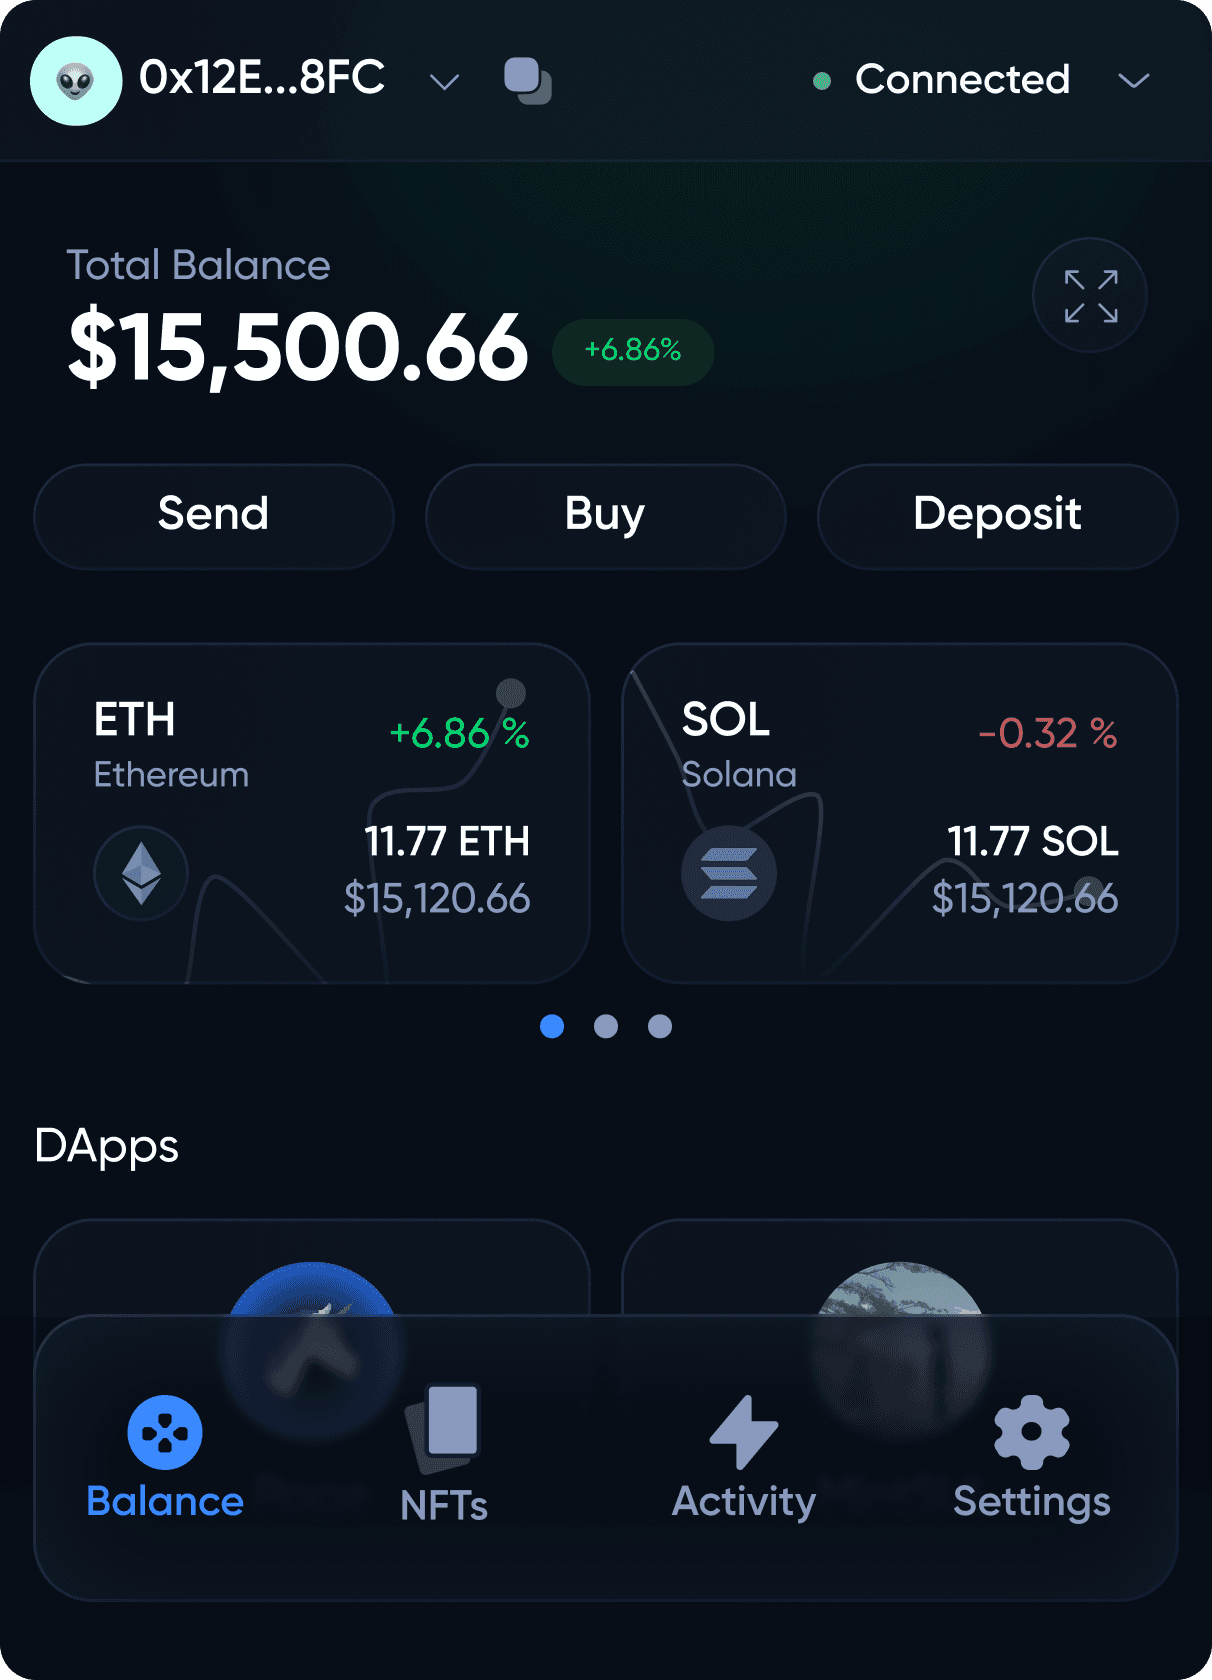 0x12E...8FC
Connected
Total Balance
$15,500.66
+6.86%
Send
Buy
Deposit
ETH
+6.86 %
Ethereum
11.77 ETH
$15,120.66
SOL
-0.32 %
Solana
11.77 SOL
$15,120.66
DApps
Balance
NFTs
Activity
Settings